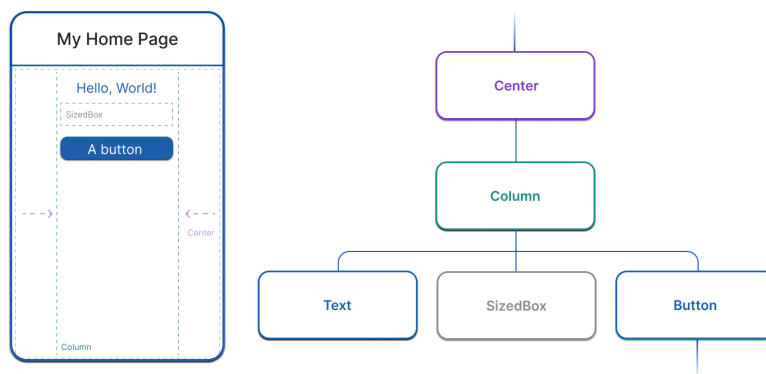 My Home Page
Hello, World!
SizedBox
A button
Center
Column
Center
Column
Text
SizedBox
Button